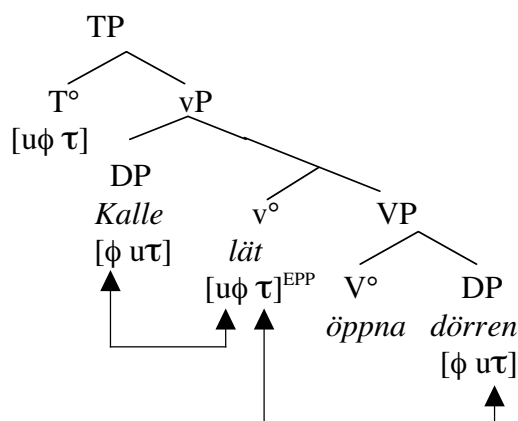 TP
T° vP
[uϕ τ]
DP
Kalle v° VP
[ϕ uτ] lät
[uϕ τ]EPP V° DP
öppna dörren
[ϕ uτ]